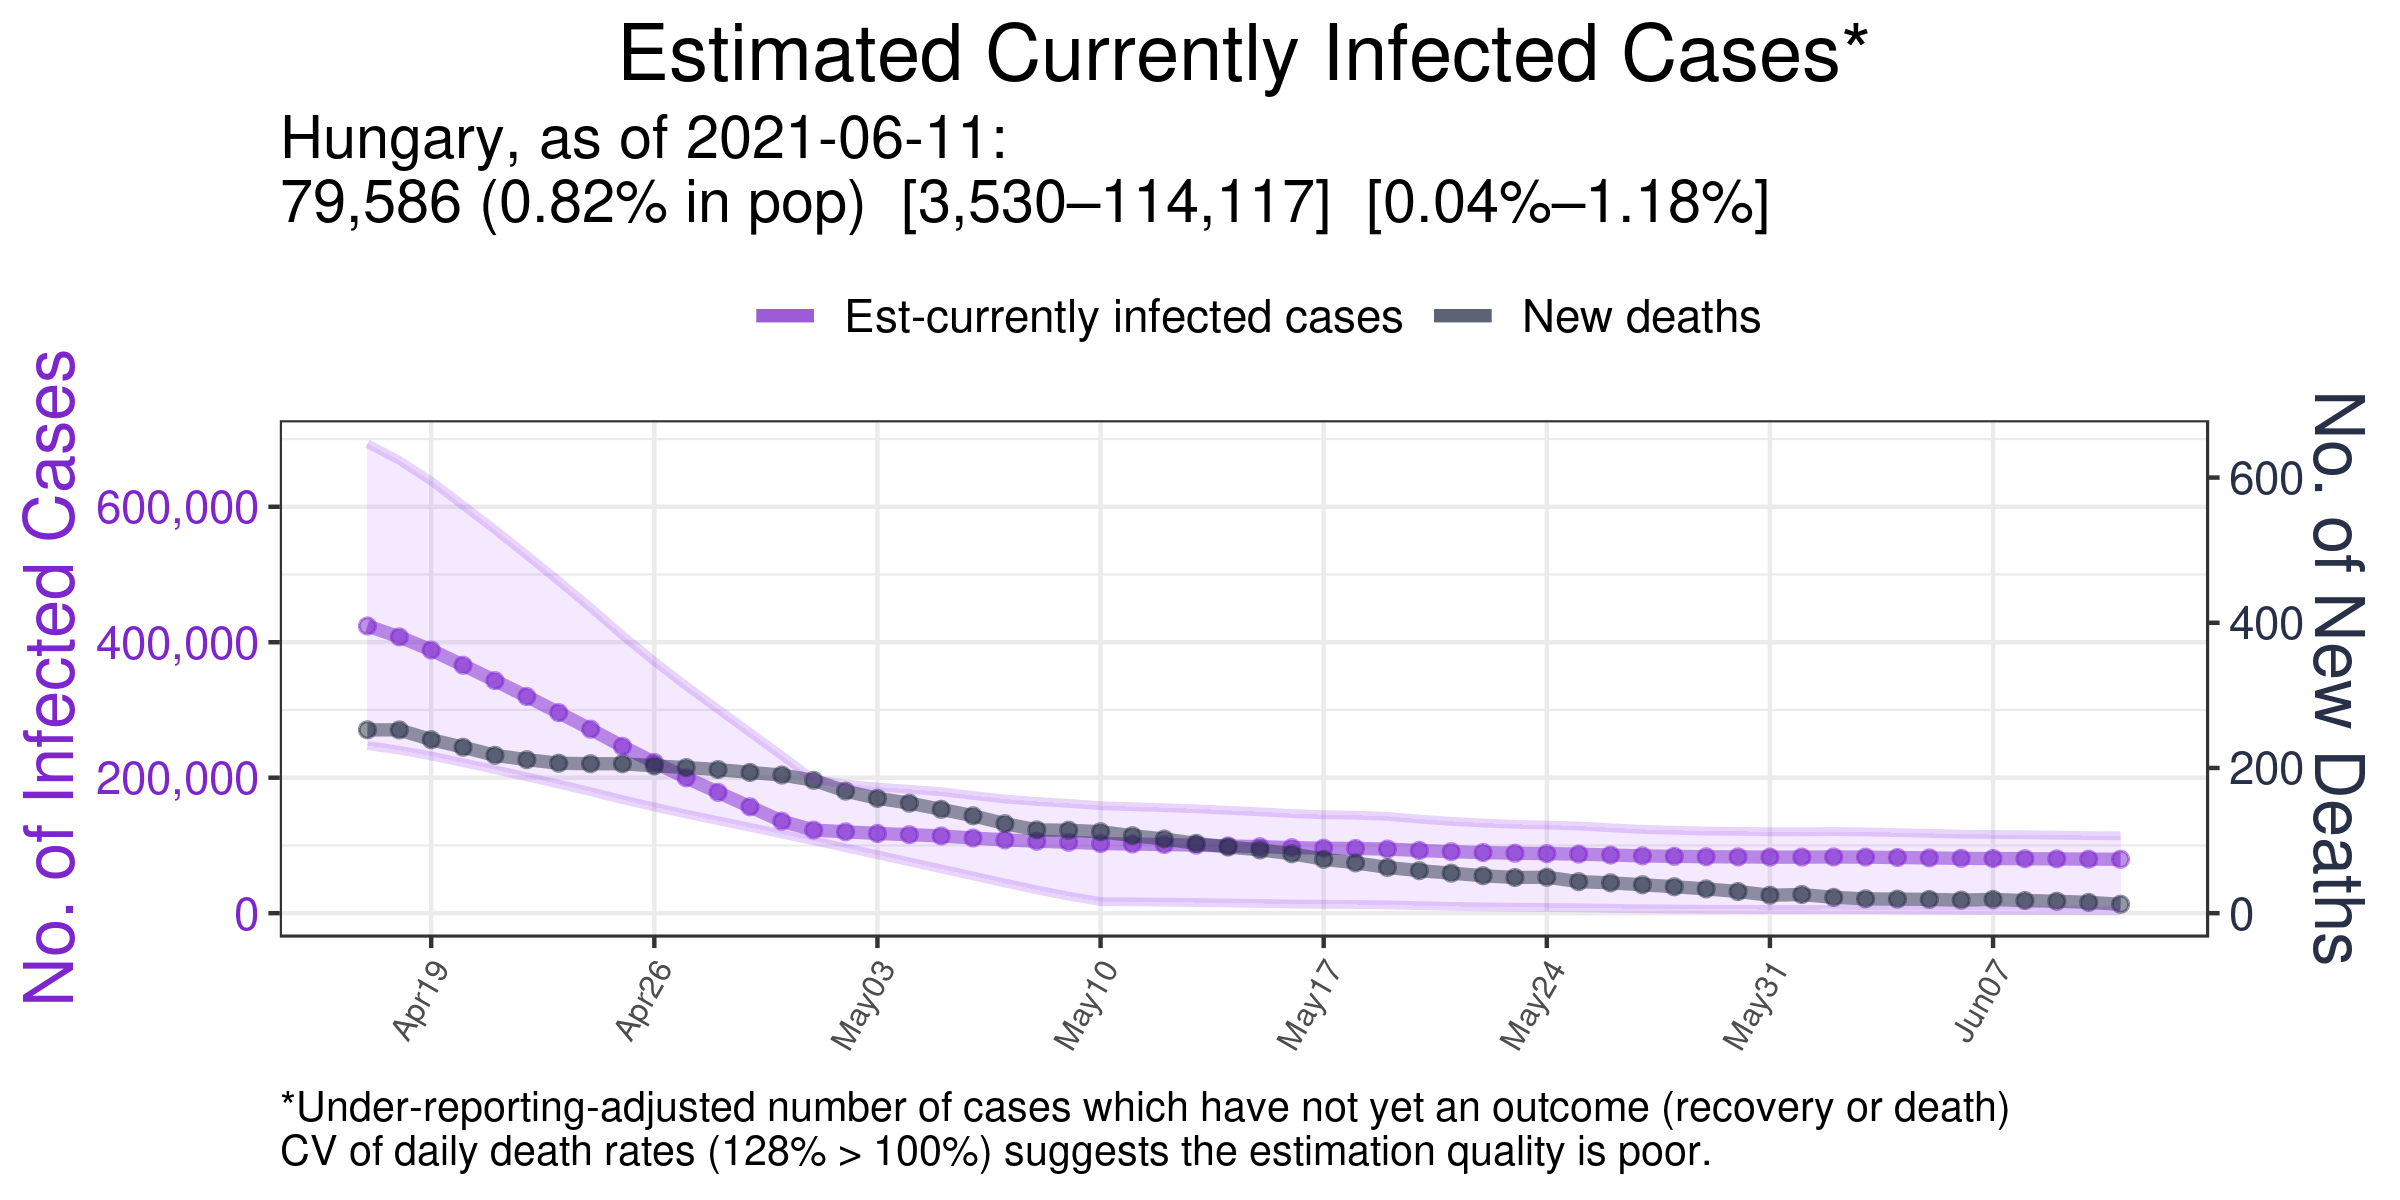 Estimated Currently Infected Cases*
Hungary, as of 2021-06-11:
79,586 (0.82% in pop)  [3,530–114,117]  [0.04%–1.18%]
Est-currently infected cases
New deaths
No. of Infected Cases
600,000
400,000
200,000
0
600
400
200
0
No. of New Deaths
Apr19
Apr26
May03
May10
May17
May24
May31
Jun07
*Under-reporting-adjusted number of cases which have not yet an outcome (recovery or death)
CV of daily death rates (128% > 100%) suggests the estimation quality is poor.